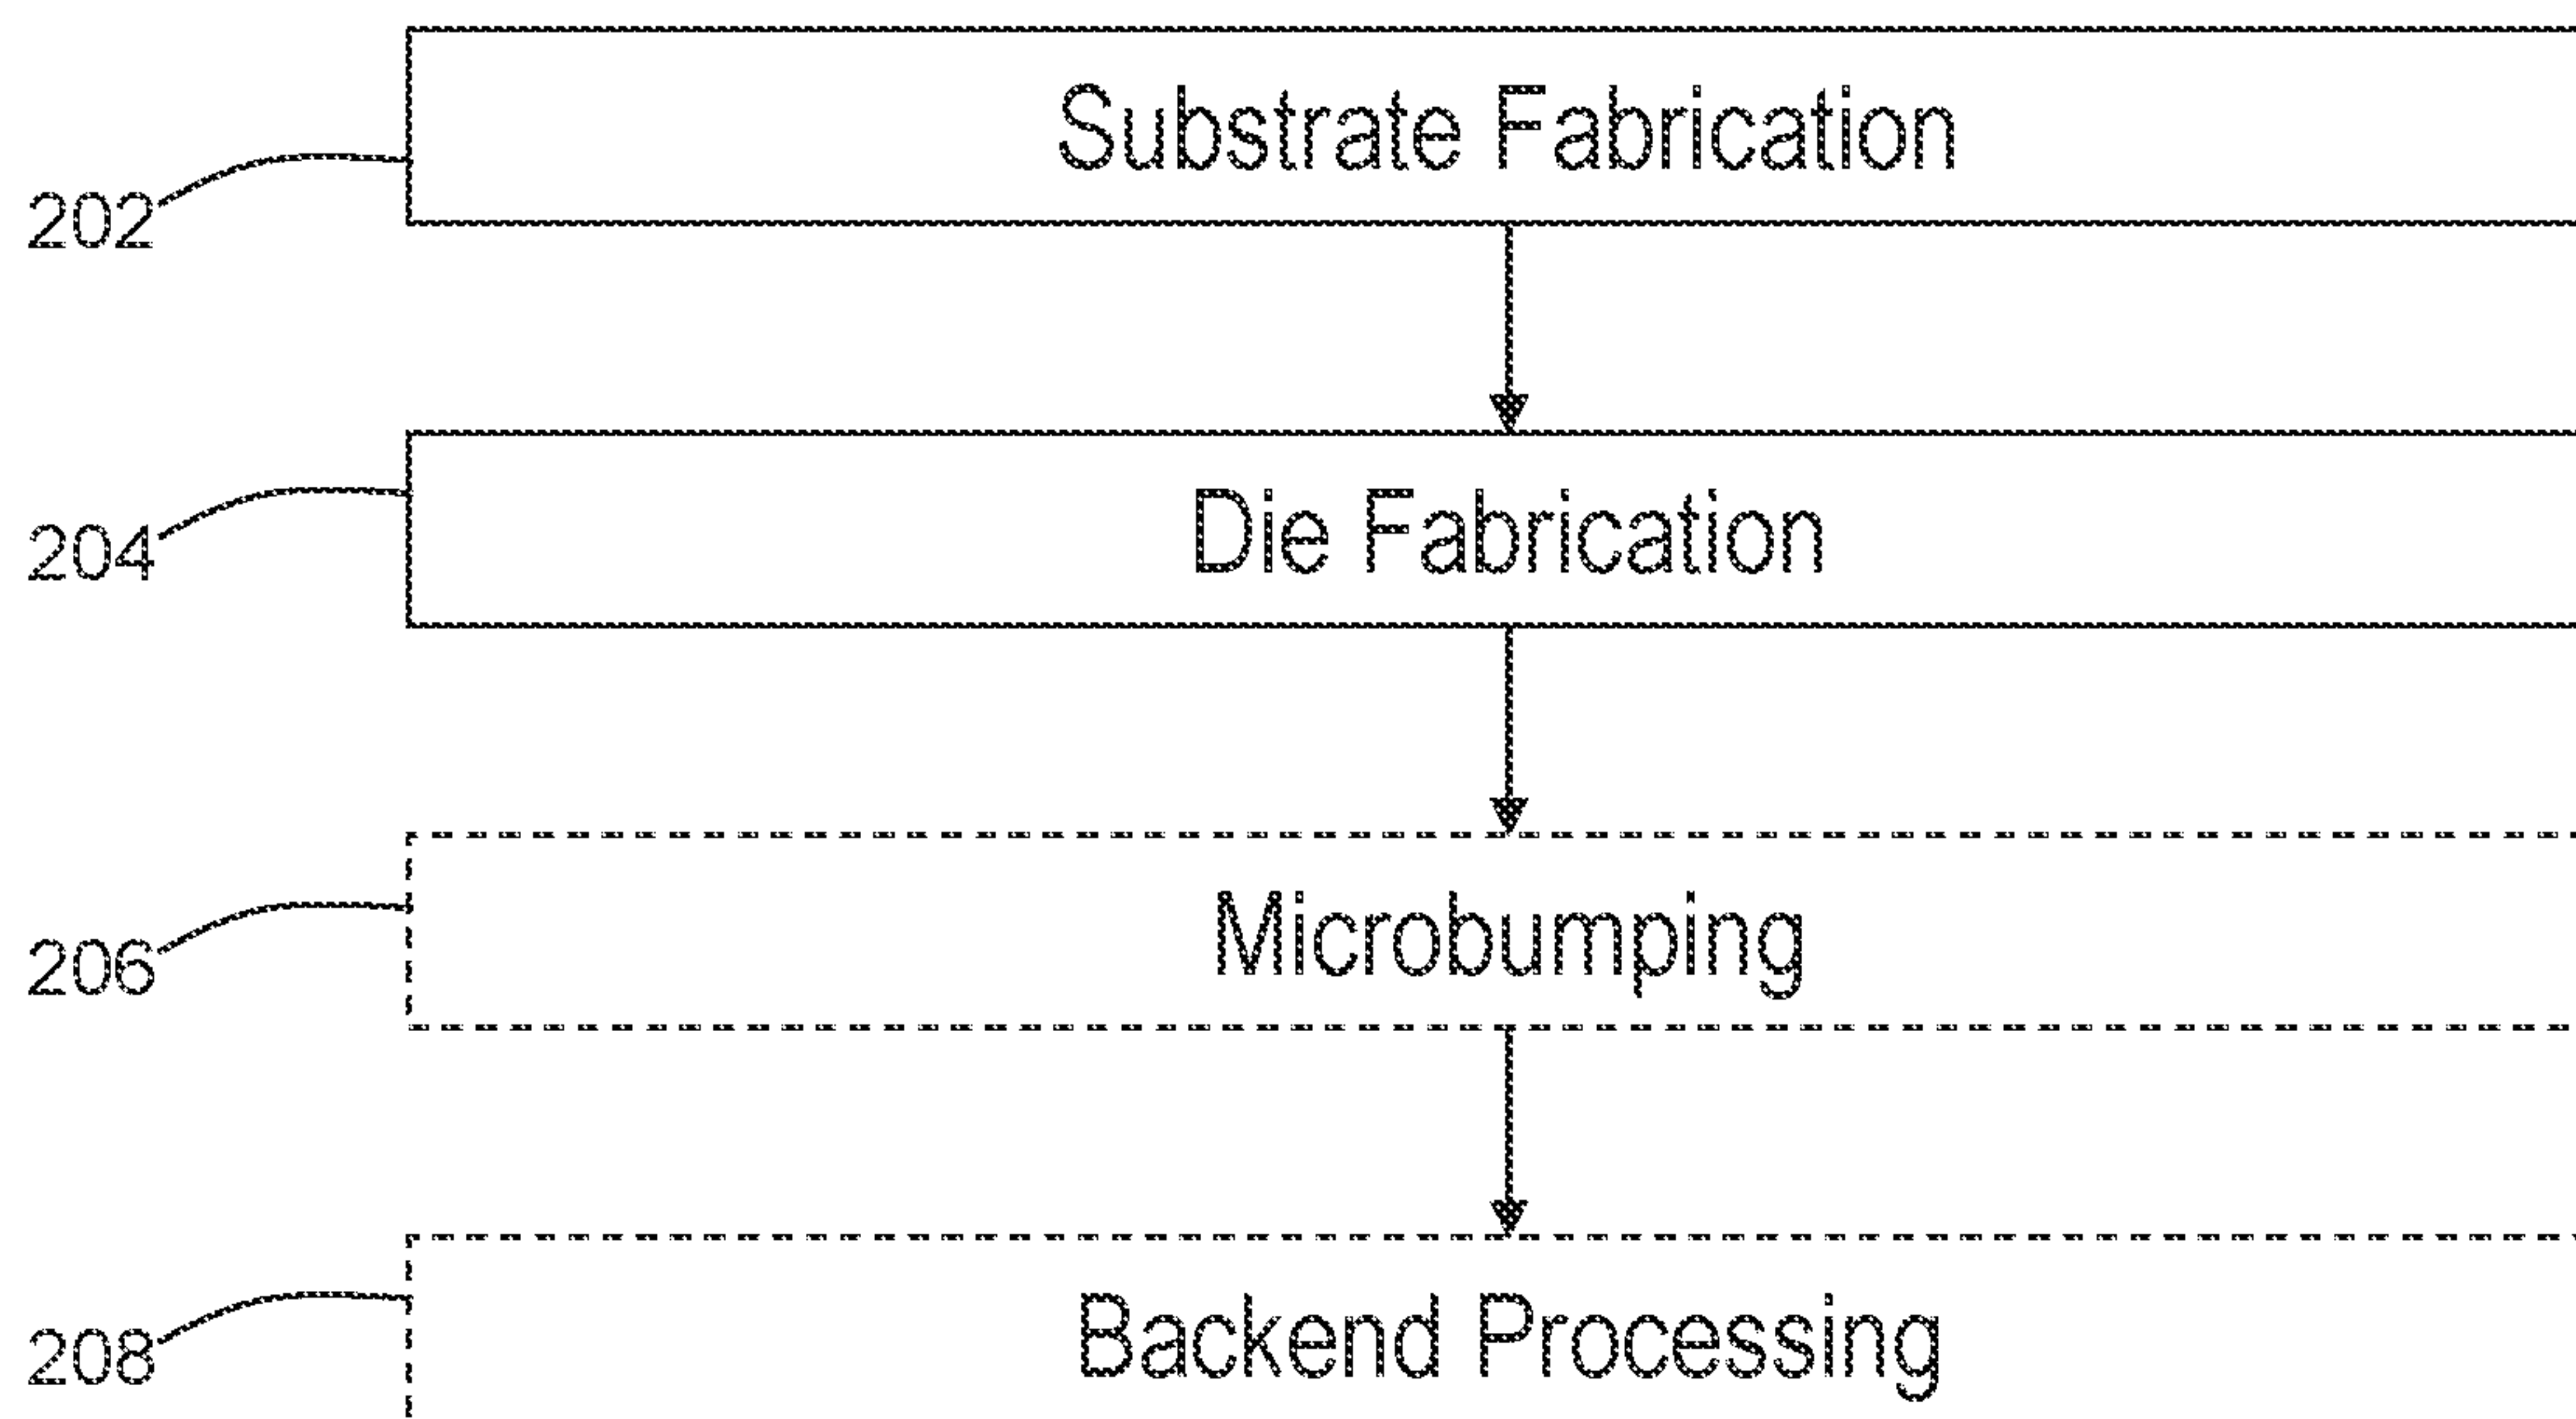 Substrate Fabrication
202
Die Fabrication
204
Microbumping
206
Backend Processing
208